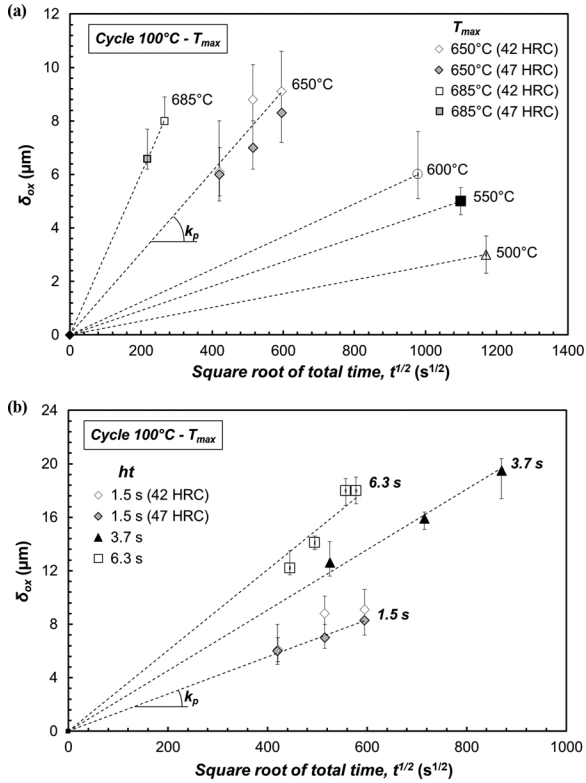 (a)
Cycle 100°C - Tmax
Tmax
650°C (42 HRC)
650°C (47 HRC)
685°C (42 HRC)
685°C (47 HRC)
12
10
8
6
4
2
0
δox (μm)
685°C
650°C
600°C
550°C
500°C
kp
0 200 400 600 800 1000 1200 1400
Square root of total time, t1/2 (s1/2)
(b)
Cycle 100°C - Tmax
ht
1.5 s (42 HRC)
1.5 s (47 HRC)
3.7 s
6.3 s
24
20
16
12
8
4
0
δox (μm)
6.3 s
3.7 s
1.5 s
kp
0 200 400 600 800 1000
Square root of total time, t1/2 (s1/2)